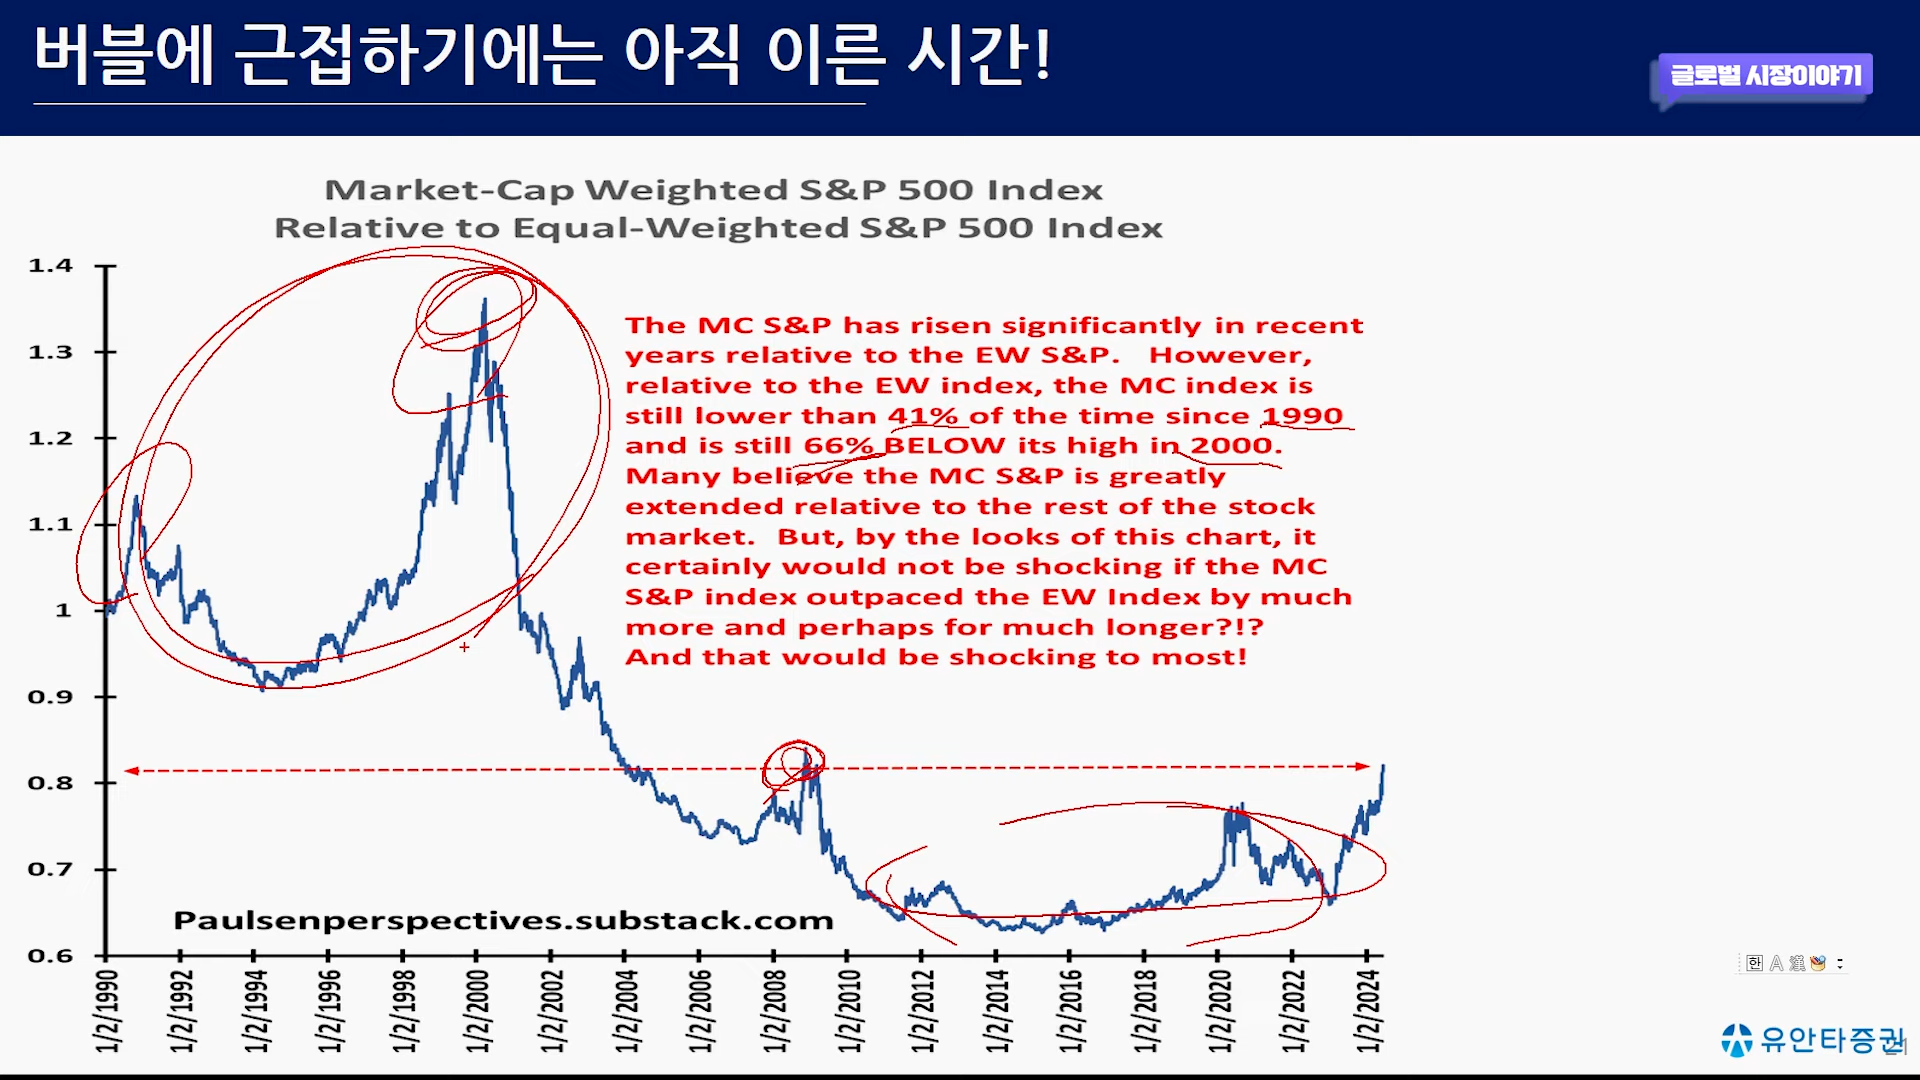 버블에 근접하기에는 아직 이른 시간!
글로벌 시장이야기
Market-Cap Weighted S&P 500 Index
Relative to Equal-Weighted S&P 500 Index
1.4
1.3
1.2
1.1
1
0.9
0.8
0.7
0.6
The MC S&P has risen significantly in recent
years relative to the EW S&P.  However,
relative to the EW index, the MC index is
still lower than 41% of the time since 1990
and is still 66% BELOW its high in 2000.
Many believe the MC S&P is greatly
extended relative to the rest of the stock
market.  But, by the looks of this chart, it
certainly would not be shocking if the MC
S&P index outpaced the EW Index by much
more and perhaps for much longer?!?
And that would be shocking to most!
Paulsenperspectives.substack.com
1/2/1990
1/2/1992
1/2/1994
1/2/1996
1/2/1998
1/2/2000
1/2/2002
1/2/2004
1/2/2006
1/2/2008
1/2/2010
1/2/2012
1/2/2014
1/2/2016
1/2/2018
1/2/2020
1/2/2022
1/2/2024
한 A 漢
유안타증권